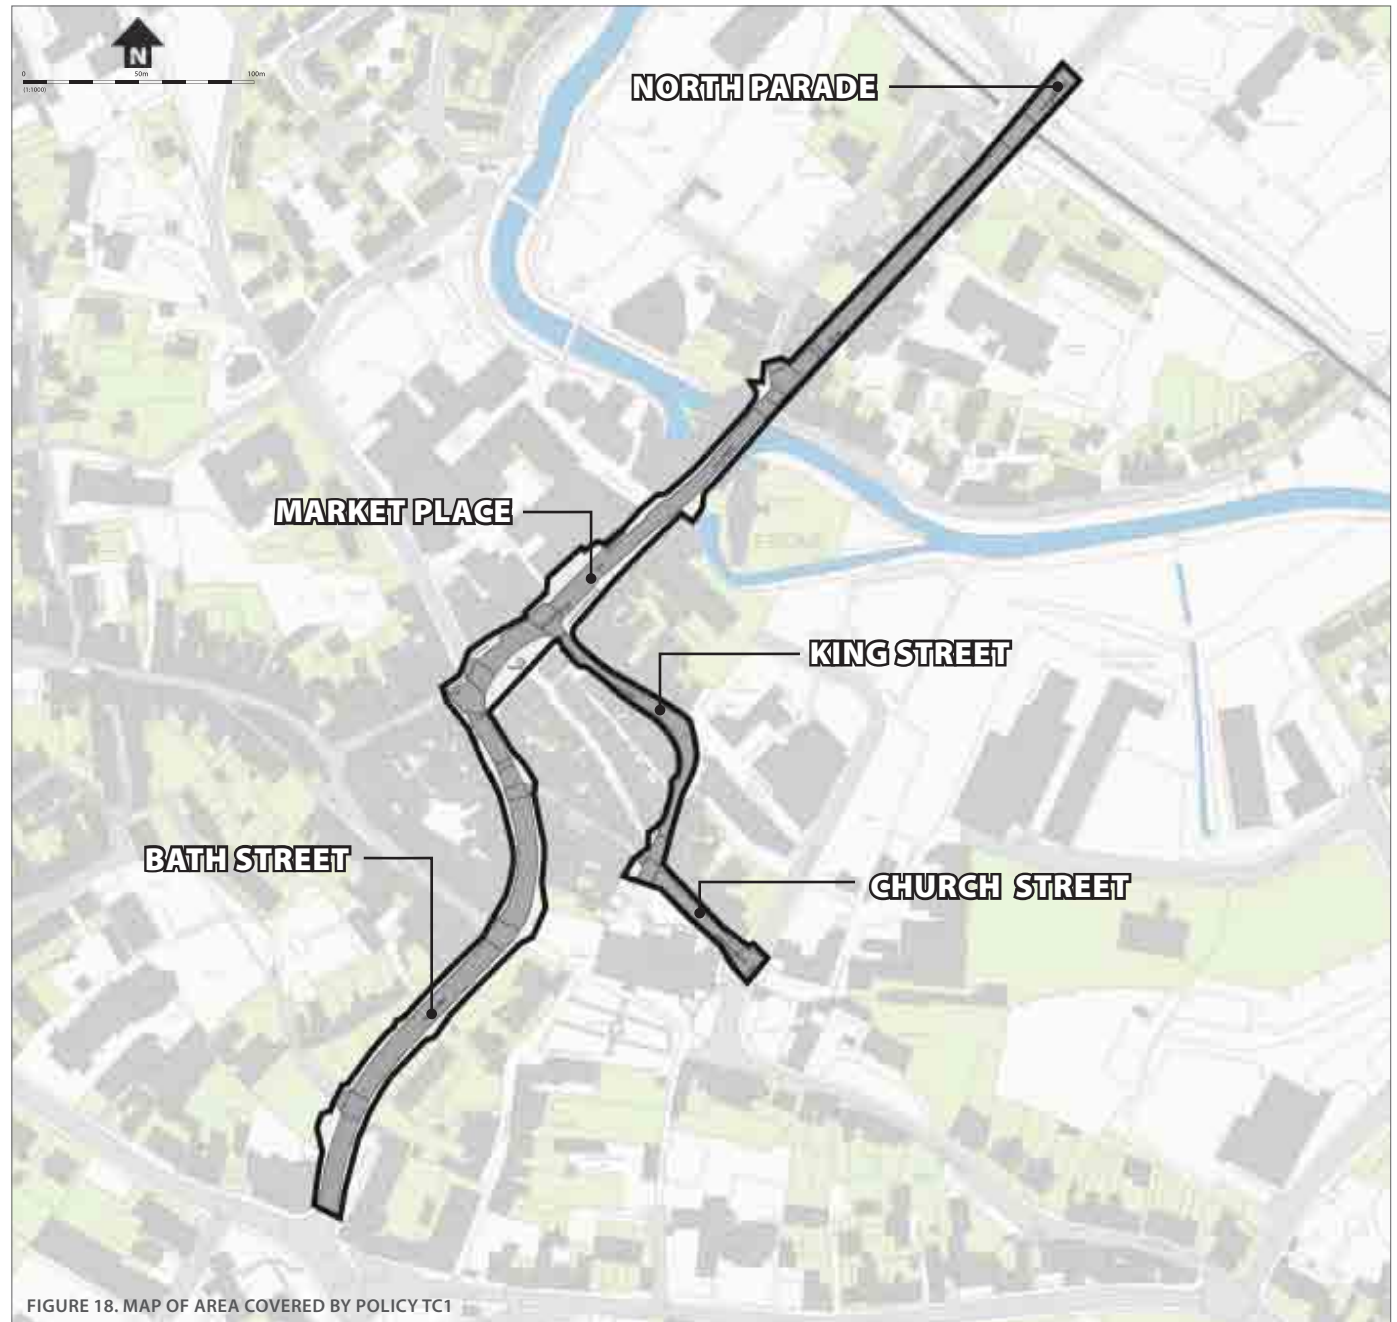 N
0 50m 100m
(1:1000)
NORTH PARADE
MARKET PLACE
KING STREET
BATH STREET
CHURCH STREET
FIGURE 18. MAP OF AREA COVERED BY POLICY TC1